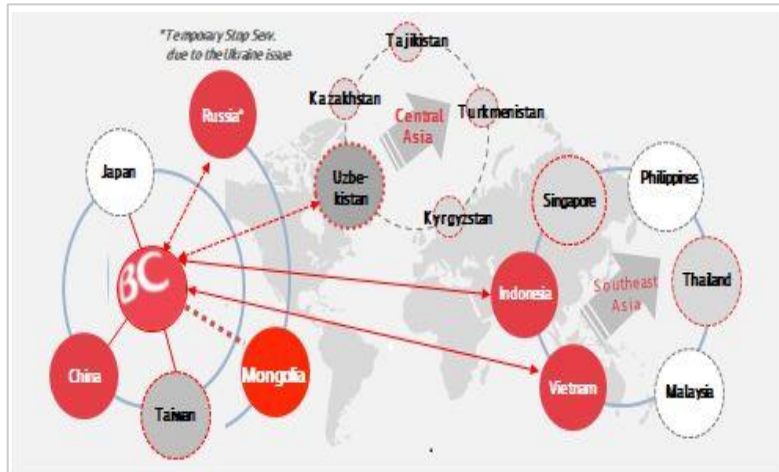 *Temporary Stop Serv.
due to the Ukraine issue
Tajikistan
Kazakhstan
Russia*
Central
Asia
Turkmenistan
Japan
Uzbe-
kistan
Philippines
Singapore
Kyrgyzstan
BC
Indonesia
Southeast
Asia
Thailand
China
Mongolia
Vietnam
Malaysia
Taiwan